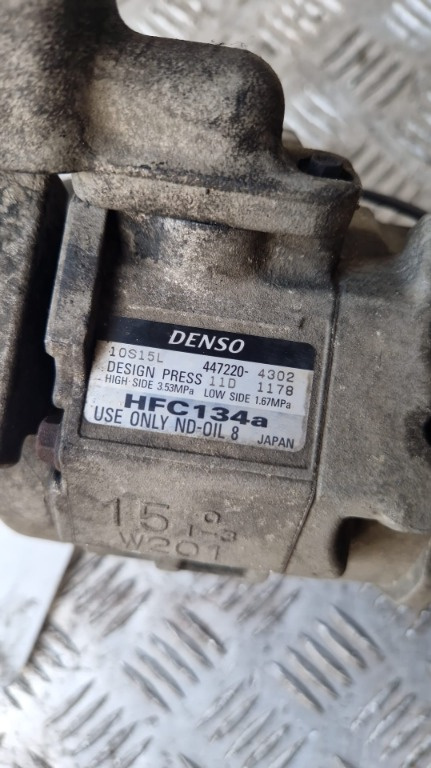 DENSO
10S15L 447220-4302
DESIGN PRESS 11D 1178
HIGH SIDE 3.53MPa LOW SIDE 1.67MPa
HFC134a
USE ONLY ND-OIL 8 JAPAN
15
W201